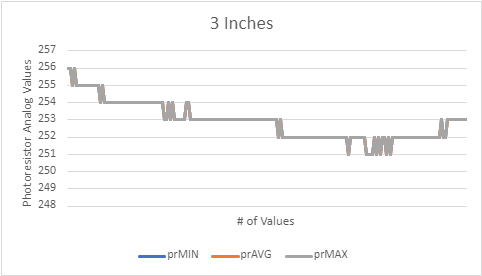 3 Inches
Photoresistor Analog Values
257
256
255
254
253
252
251
250
249
248
# of Values
prMIN prAVG prMAX